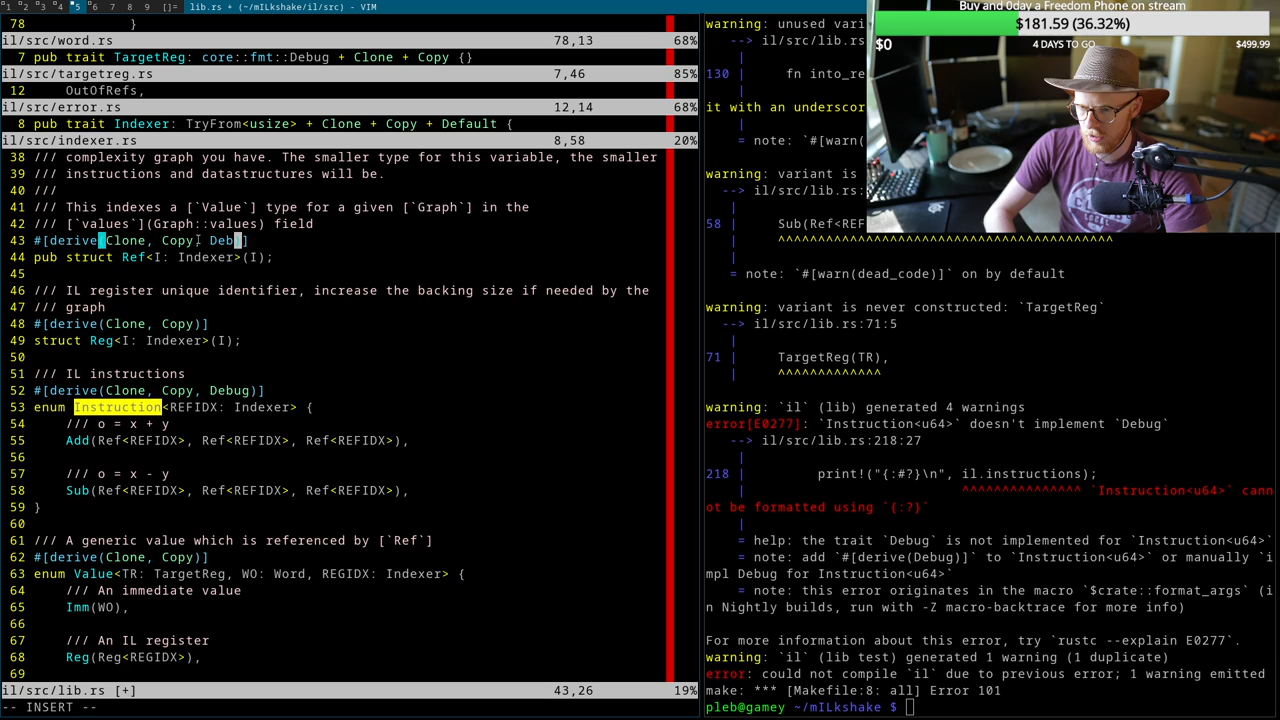 1 2 3 4 5 6 7 8 9 []= lib.rs + (~/mILkshake/il/src) - VIM
78             }
il/src/word.rs 78,13 68%
7 pub trait TargetReg: core::fmt::Debug + Clone + Copy {}
il/src/targetreg.rs 7,46 85%
12     OutOfRefs,
il/src/error.rs 12,14 68%
8 pub trait Indexer: TryFrom<usize> + Clone + Copy + Default {
il/src/indexer.rs 8,58 20%
38 /// complexity graph you have. The smaller type for this variable, the smaller
39 /// instructions and datastructures will be.
40 ///
41 /// This indexes a [`Value`] type for a given [`Graph`] in the
42 /// [`values`](Graph::values) field
43 #[derive(Clone, Copy, Deb)]
44 pub struct Ref<I: Indexer>(I);
45
46 /// IL register unique identifier, increase the backing size if needed by the
47 /// graph
48 #[derive(Clone, Copy)]
49 struct Reg<I: Indexer>(I);
50
51 /// IL instructions
52 #[derive(Clone, Copy, Debug)]
53 enum Instruction<REFIDX: Indexer> {
54     /// o = x + y
55     Add(Ref<REFIDX>, Ref<REFIDX>, Ref<REFIDX>),
56
57     /// o = x - y
58     Sub(Ref<REFIDX>, Ref<REFIDX>, Ref<REFIDX>),
59 }
60
61 /// A generic value which is referenced by [`Ref`]
62 #[derive(Clone, Copy)]
63 enum Value<TR: TargetReg, WO: Word, REGIDX: Indexer> {
64     /// An immediate value
65     Imm(WO),
66
67     /// An IL register
68     Reg(Reg<REGIDX>),
69
il/src/lib.rs [+] 43,26 19%
-- INSERT --
warning: unused vari
--> il/src/lib.rs
|
130 fn into_re
|
it with an underscor
|
= note: `#[warn(
warning: variant is
--> il/src/lib.rs:
|
58 | Sub(Ref<REF
| ^^^^^^^^^^^^^^^^^^^^^^^^^^^^^^^^^^^^^^^^^^
|
= note: `#[warn(dead_code)]` on by default
warning: variant is never constructed: `TargetReg`
--> il/src/lib.rs:71:5
|
71 | TargetReg(TR),
| ^^^^^^^^^^^^^
warning: `il` (lib) generated 4 warnings
error[E0277]: `Instruction<u64>` doesn't implement `Debug`
--> il/src/lib.rs:218:27
|
218 | print!("{:#?}\n", il.instructions);
| ^^^^^^^^^^^^^^^ `Instruction<u64>` cann
ot be formatted using `{:?}`
|
= help: the trait `Debug` is not implemented for `Instruction<u64>`
= note: add `#[derive(Debug)]` to `Instruction<u64>` or manually `i
mpl Debug for Instruction<u64>`
= note: this error originates in the macro `$crate::format_args` (i
n Nightly builds, run with -Z macro-backtrace for more info)
For more information about this error, try `rustc --explain E0277`.
warning: `il` (lib test) generated 1 warning (1 duplicate)
error: could not compile `il` due to previous error; 1 warning emitted
make: *** [Makefile:8: all] Error 101
pleb@gamey ~/mILkshake $
Buy and 0day a Freedom Phone on stream
$181.59 (36.32%)
$0 4 DAYS TO GO $499.99